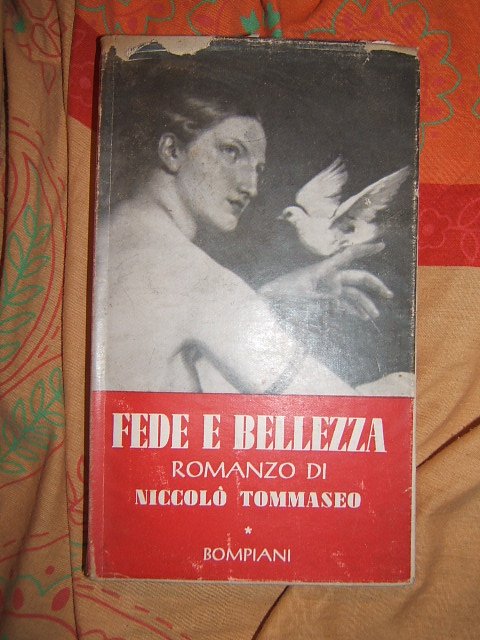 FEDE E BELLEZZA
ROMANZO DI
NICCOLÒ TOMMASEO
*
BOMPIANI